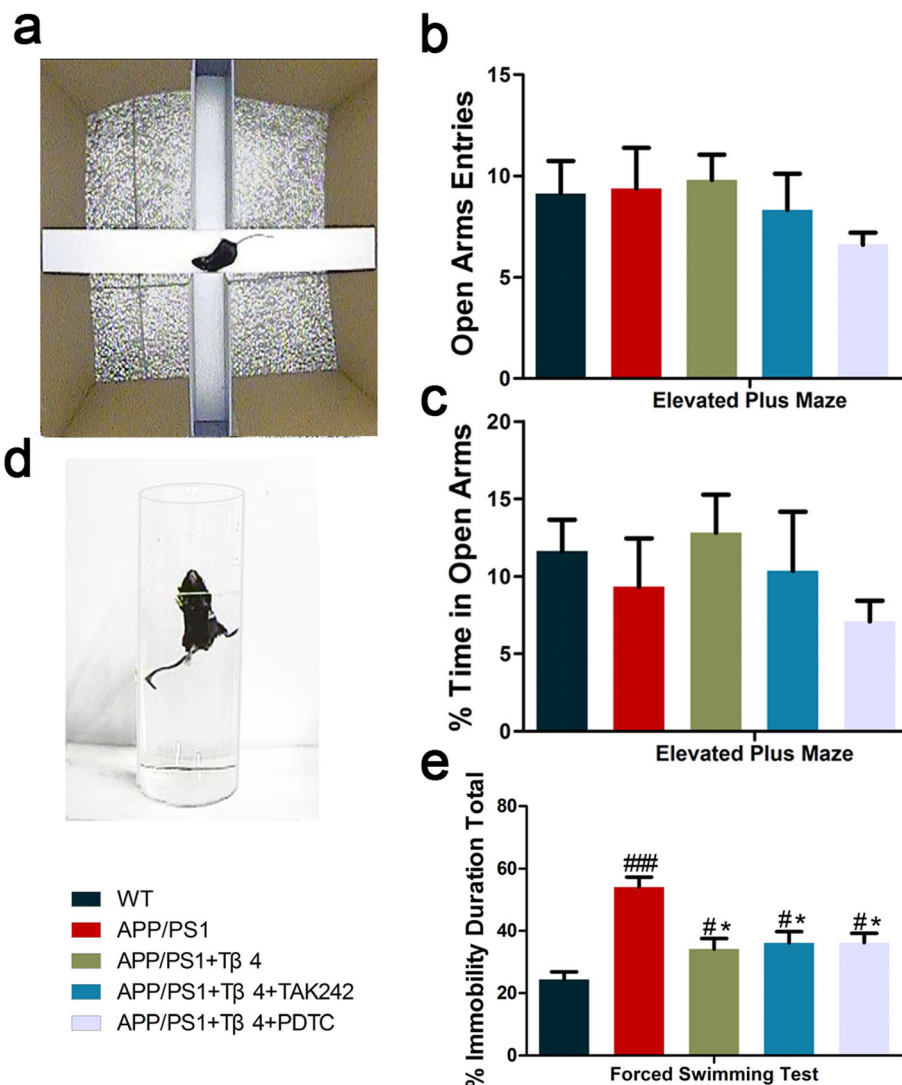 a
b
Open Arms Entries
15
10
5
0
Elevated Plus Maze
c
% Time in Open Arms
20
15
10
5
0
Elevated Plus Maze
d
e
% Immobility Duration Total
80
60
40
20
0
###
#*
#*
#*
Forced Swimming Test
WT
APP/PS1
APP/PS1+Tβ 4
APP/PS1+Tβ 4+TAK242
APP/PS1+Tβ 4+PDTC